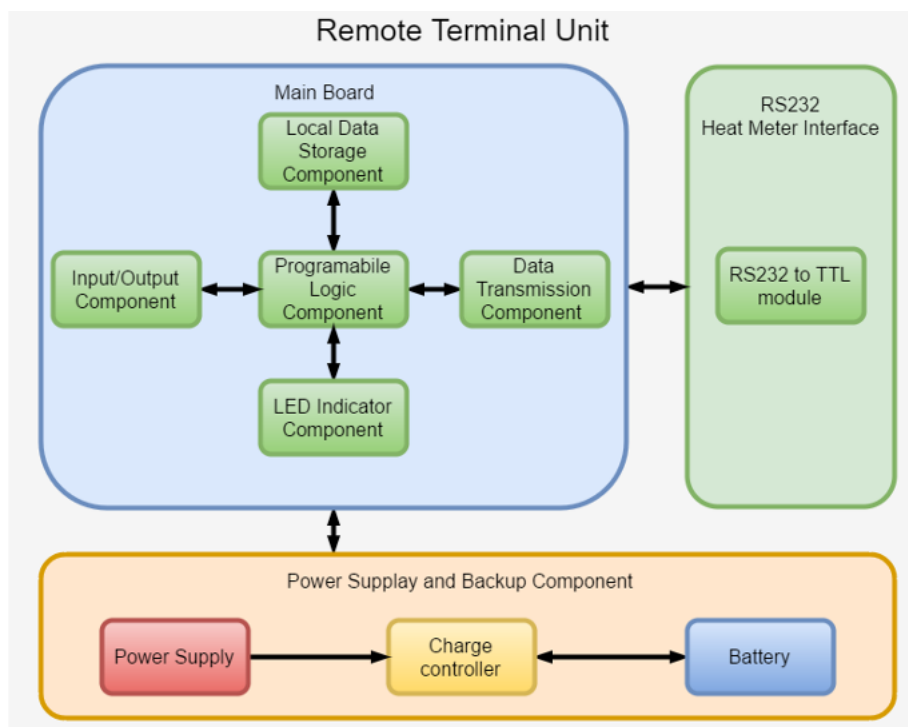 Remote Terminal Unit
Main Board
Local Data
Storage
Component
Input/Output
Component
Programabile
Logic
Component
Data
Transmission
Component
LED Indicator
Component
RS232
Heat Meter Interface
RS232 to TTL
module
Power Supplay and Backup Component
Power Supply
Charge
controller
Battery